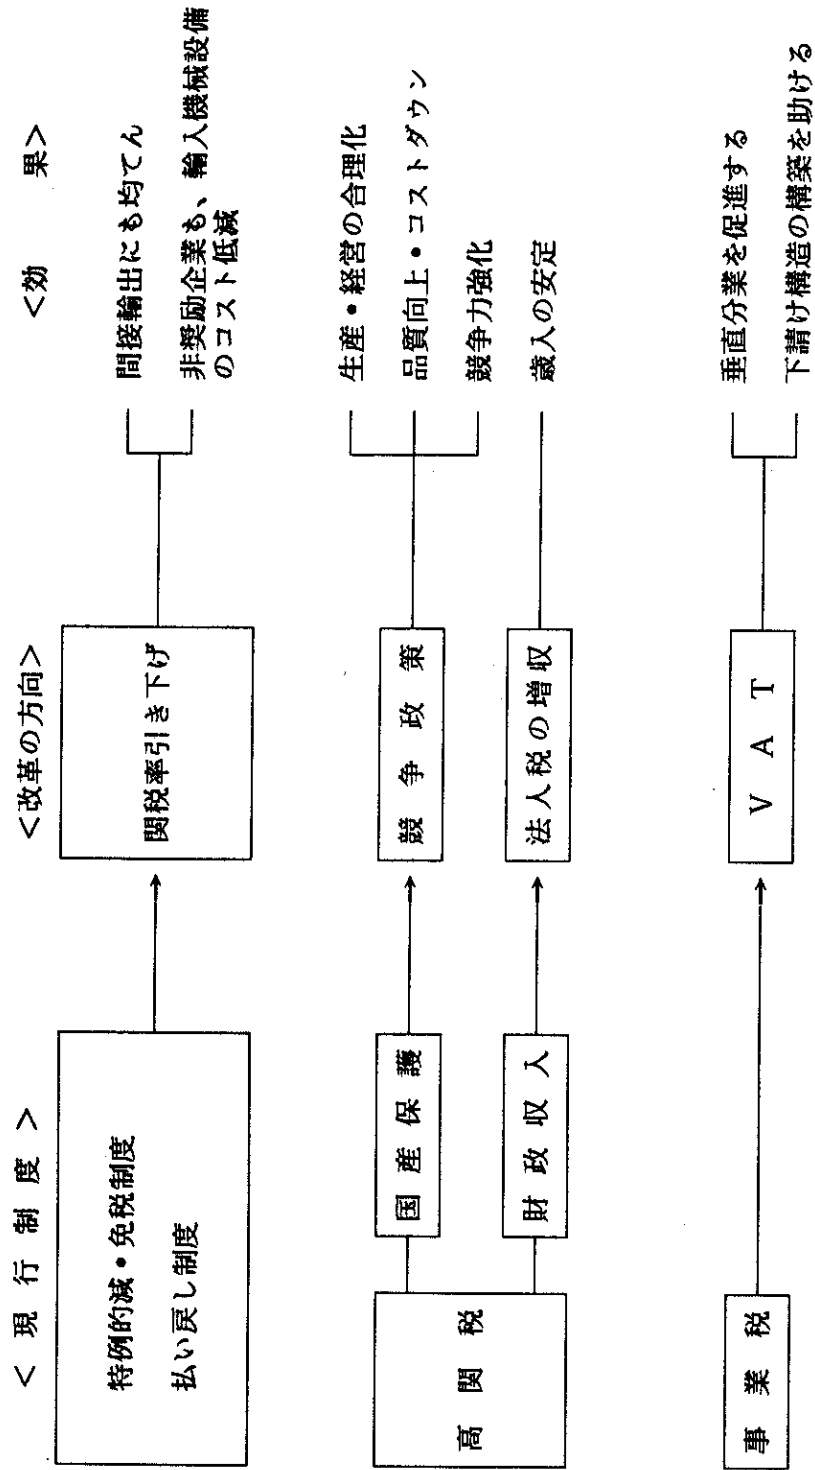 <現行制度>
<改革の方向>
<効果>
特例的減・免税制度
払い戻し制度
関税率引き下げ
間接輸出にも均てん
非奨励企業も、輸入機械設備
のコスト低減
高関税
国産保護
競争政策
生産・経営の合理化
品質向上・コストダウン
競争力強化
財政収入
法人税の増収
歳入の安定
事業税
VAT
垂直分業を促進する
下請け構造の構築を助ける